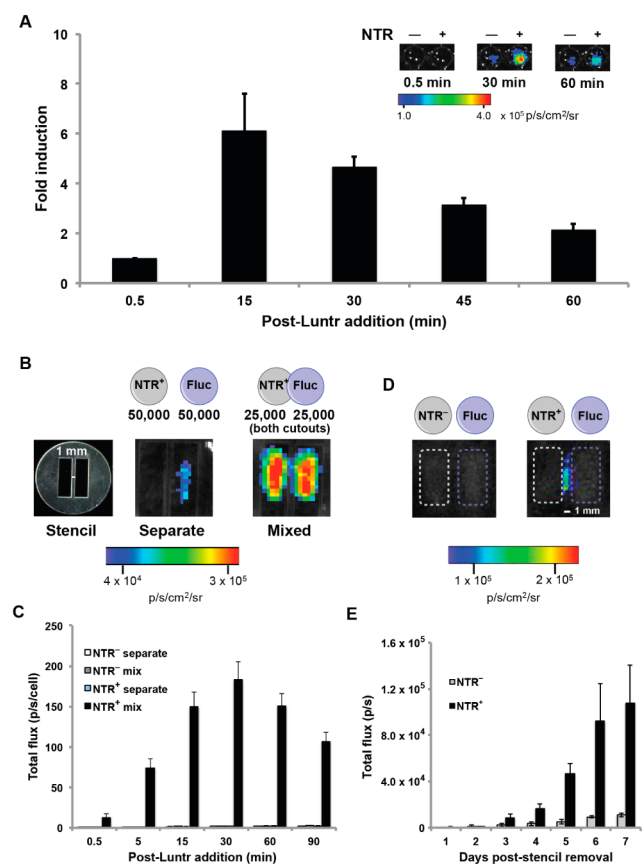 A
NTR — + — + — +
0.5 min 30 min 60 min
1.0 4.0 x 10⁵ p/s/cm²/sr
Fold induction
10
8
6
4
2
0
0.5 15 30 45 60
Post-Luntr addition (min)
B
NTR⁺ Fluc NTR⁺ Fluc
50,000 50,000 25,000 25,000
(both cutouts)
1 mm
Stencil Separate Mixed
4 x 10⁴ 3 x 10⁵
p/s/cm²/sr
D
NTR⁻ Fluc NTR⁺ Fluc
1 mm
1 x 10⁵ 2 x 10⁵
p/s/cm²/sr
C
Total flux (p/s/cell)
250
200
150
100
50
0
NTR⁻ separate
NTR⁻ mix
NTR⁺ separate
NTR⁺ mix
0.5 5 15 30 60 90
Post-Luntr addition (min)
E
Total flux (p/s)
1.6 x 10⁵
1.2 x 10⁵
8.0 x 10⁴
4.0 x 10⁴
0
NTR⁻
NTR⁺
1 2 3 4 5 6 7
Days post-stencil removal